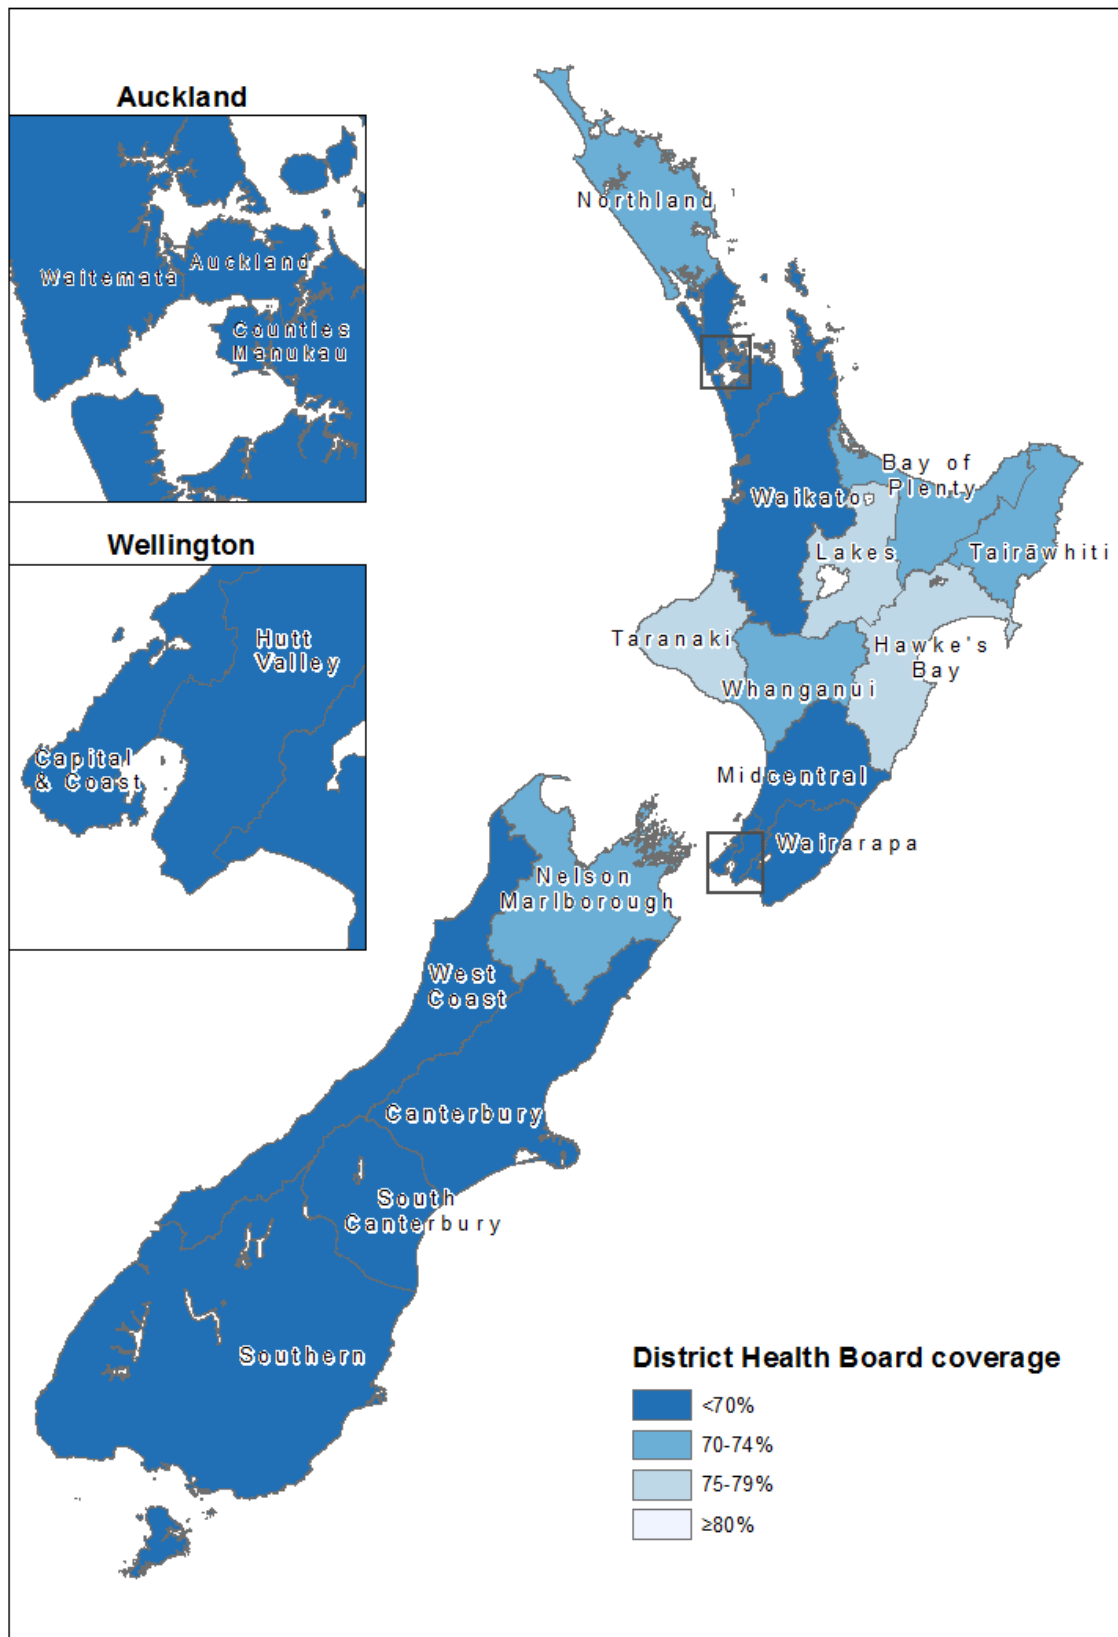 Auckland
Waitemata
Auckland
Counties
Manukau
Wellington
Hutt
Valley
Capital
& Coast
Northland
Bay of
Plenty
Waikato
Lakes
Tairāwhiti
Taranaki
Hawke's
Bay
Whanganui
Midcentral
Wairarapa
Nelson
Marlborough
West
Coast
Canterbury
South
Canterbury
Southern
District Health Board coverage
<70%
70-74%
75-79%
≥80%